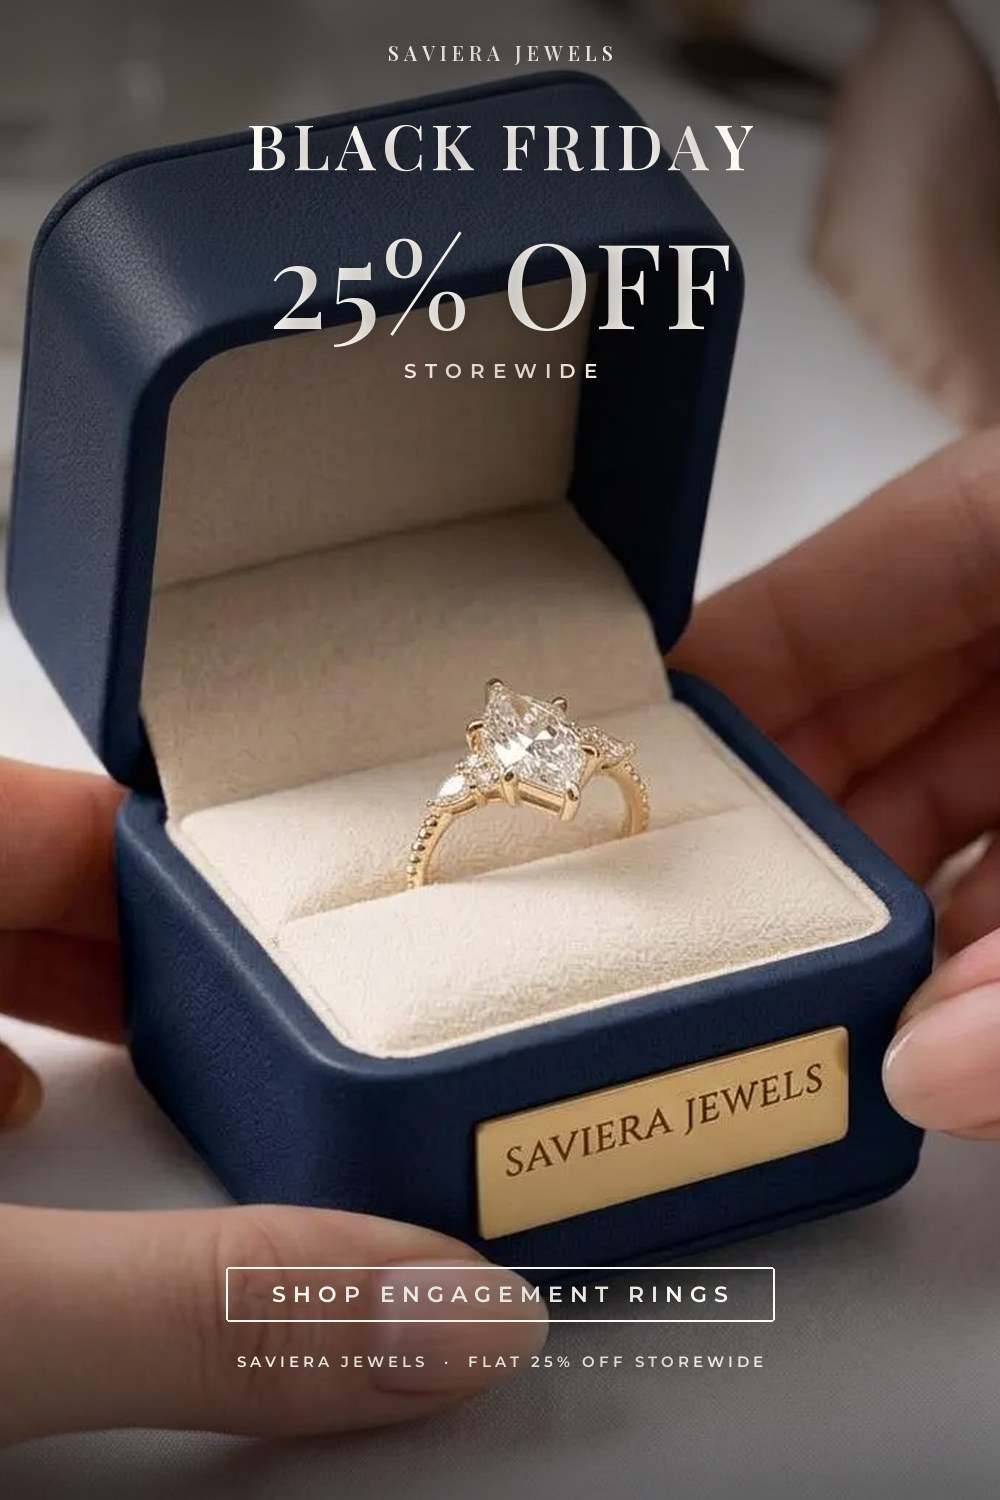 SAVIERA JEWELS
BLACK FRIDAY
25% OFF
STOREWIDE
SAVIERA JEWELS
SHOP ENGAGEMENT RINGS
SAVIERA JEWELS · FLAT 25% OFF STOREWIDE